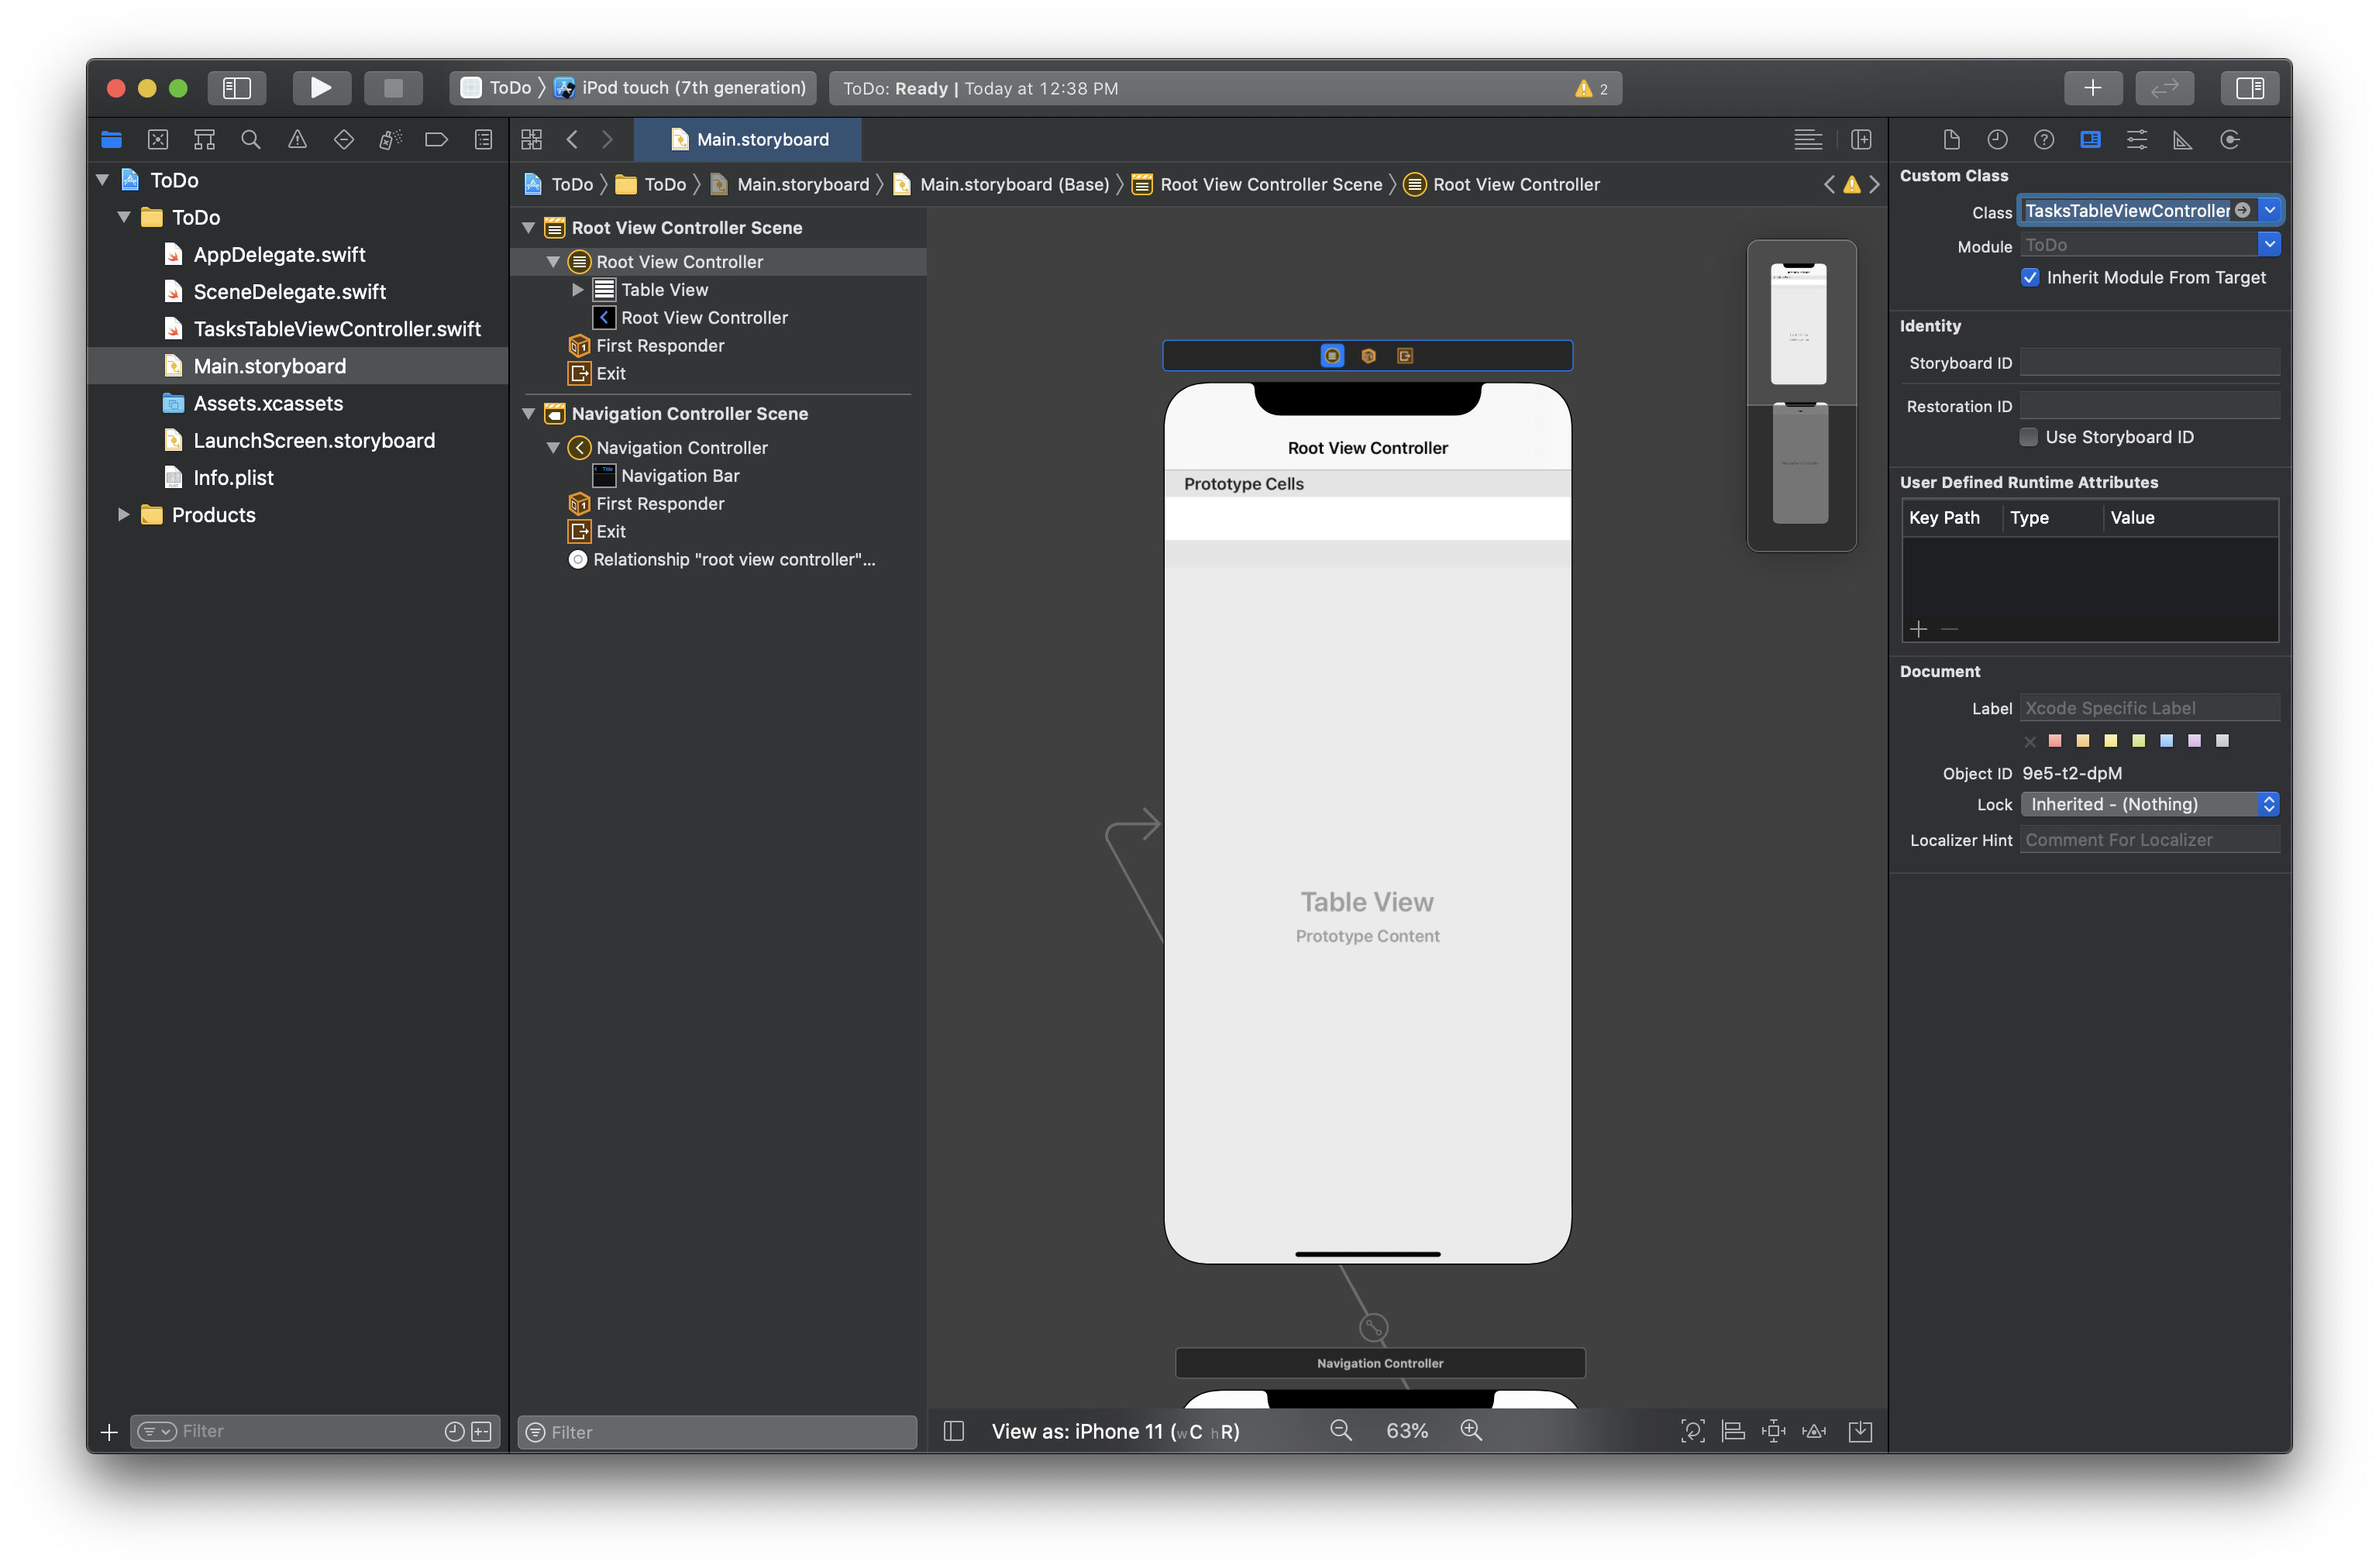 ToDo 〉 iPod touch (7th generation)
ToDo: Ready | Today at 12:38 PM
2
Main.storyboard
ToDo
ToDo
AppDelegate.swift
SceneDelegate.swift
TasksTableViewController.swift
Main.storyboard
Assets.xcassets
LaunchScreen.storyboard
Info.plist
Products
Filter
ToDo 〉 ToDo 〉 Main.storyboard 〉 Main.storyboard (Base) 〉 Root View Controller Scene 〉 Root View Controller
Root View Controller Scene
Root View Controller
Table View
Root View Controller
First Responder
Exit
Navigation Controller Scene
Navigation Controller
Navigation Bar
First Responder
Exit
Relationship "root view controller"...
Filter
Root View Controller
Prototype Cells
Table View
Prototype Content
Navigation Controller
View as: iPhone 11 (wC hR)
63%
Custom Class
Class TasksTableViewController
Module ToDo
Inherit Module From Target
Identity
Storyboard ID
Restoration ID
Use Storyboard ID
User Defined Runtime Attributes
Key Path Type Value
Document
Label Xcode Specific Label
Object ID 9e5-t2-dpM
Lock Inherited - (Nothing)
Localizer Hint Comment For Localizer